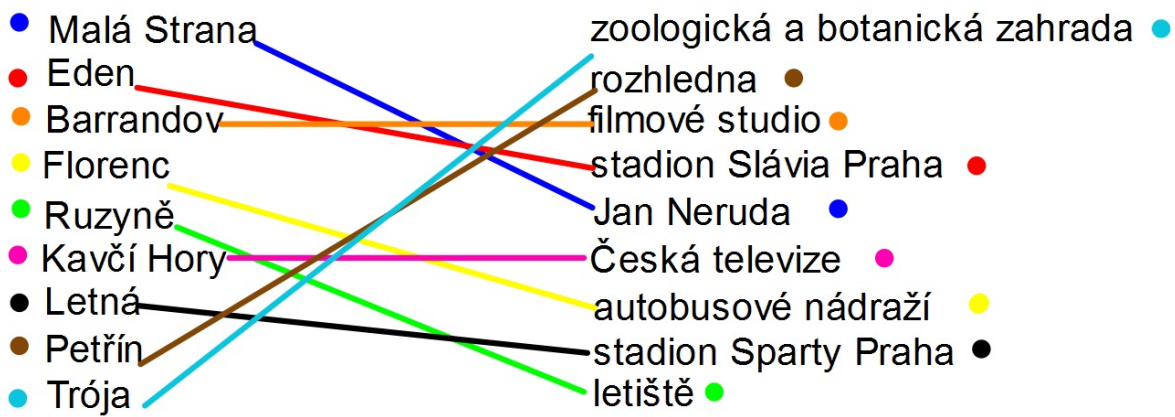 Malá Strana
Eden
Barrandov
Florenc
Ruzyně
Kavčí Hory
Letná
Petřín
Trója
zoologická a botanická zahrada
rozhledna
filmové studio
stadion Slávia Praha
Jan Neruda
Česká televize
autobusové nádraží
stadion Sparty Praha
letiště